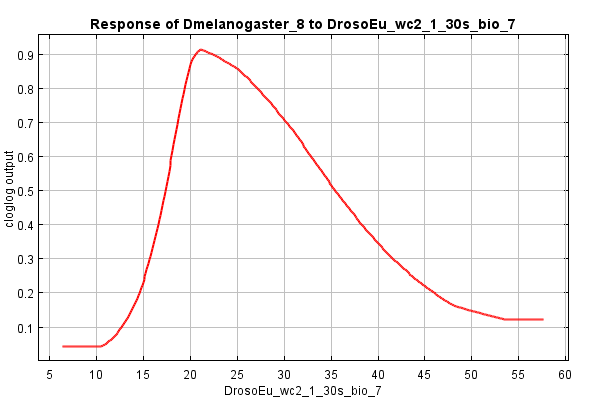 Response of Dmelanogaster_8 to DrosoEu_wc2_1_30s_bio_7
cloglog output
0.9
0.8
0.7
0.6
0.5
0.4
0.3
0.2
0.1
5 10 15 20 25 30 35 40 45 50 55 60
DrosoEu_wc2_1_30s_bio_7